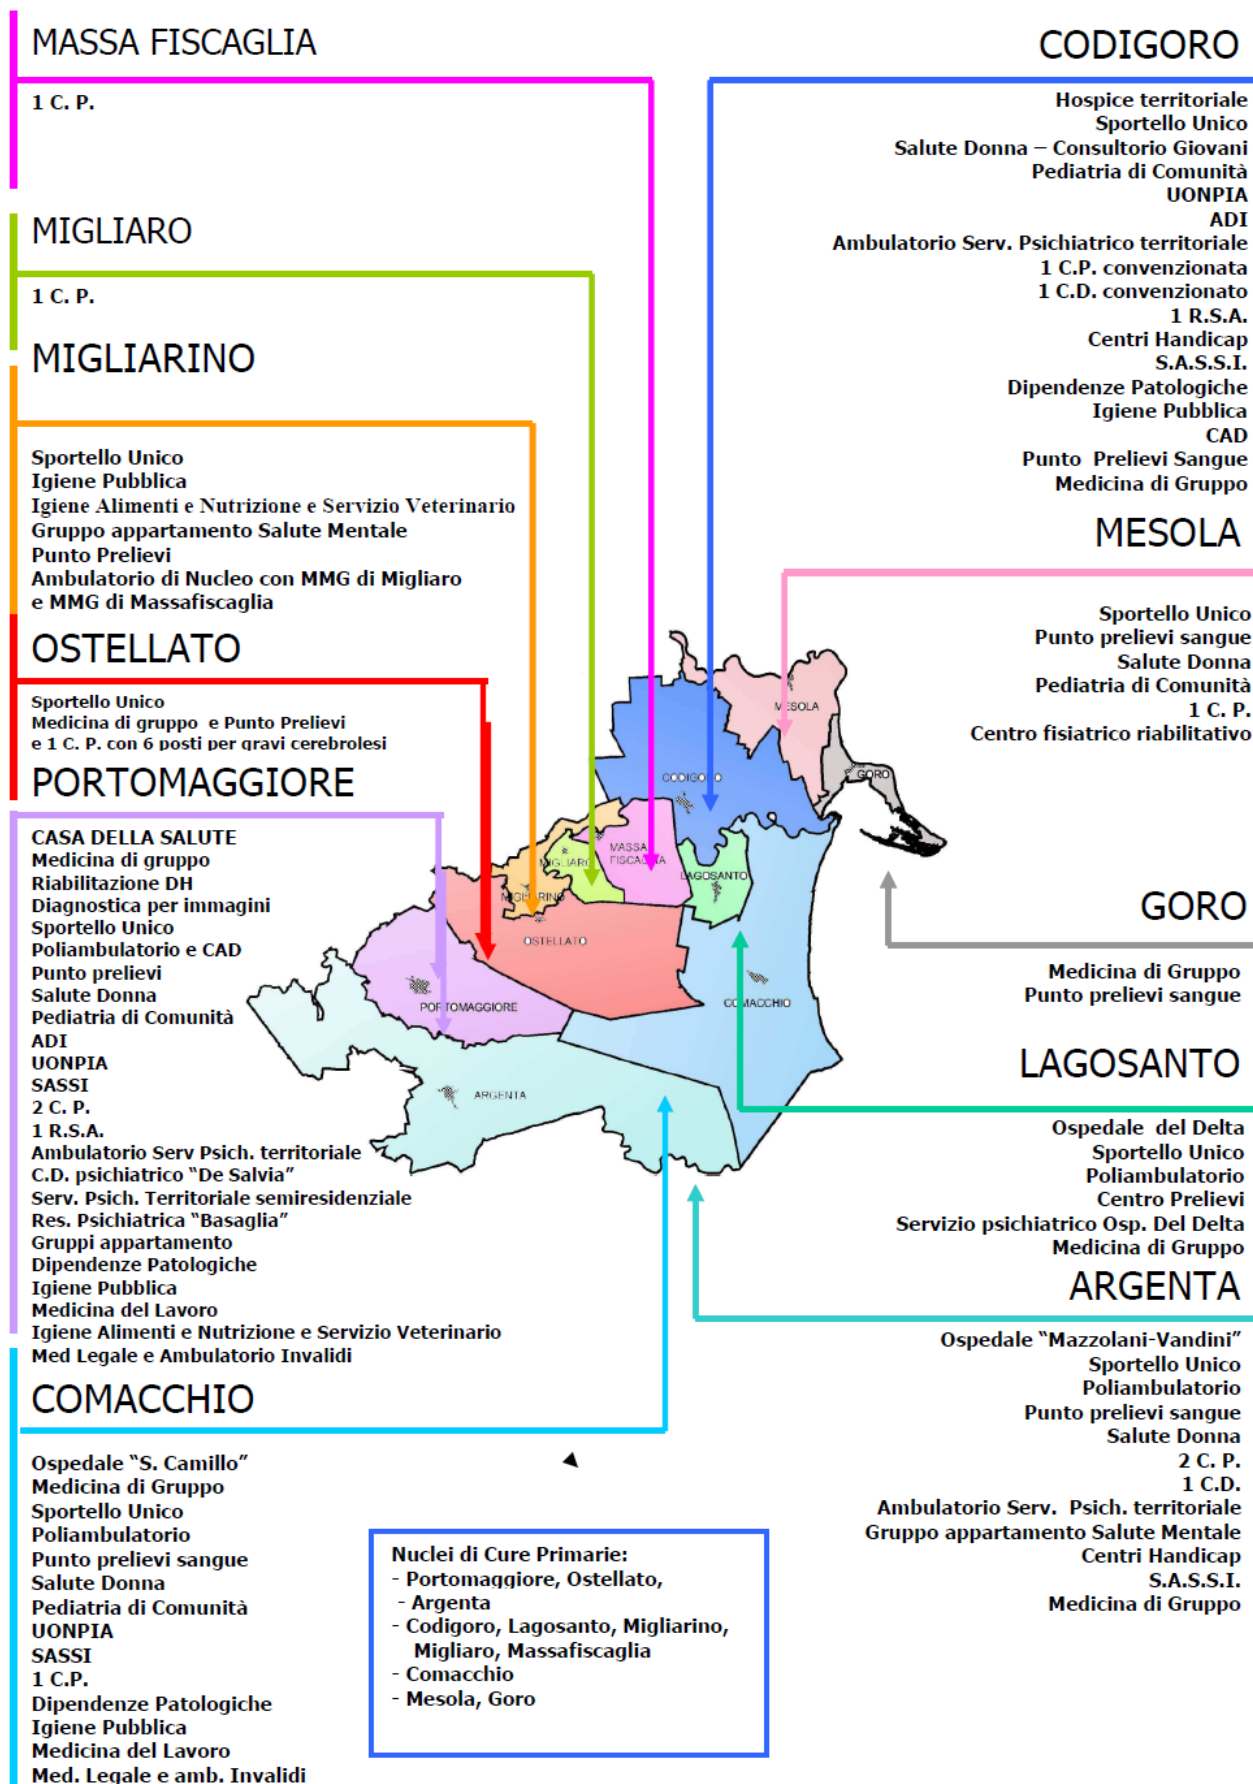 MASSA FISCAGLIA
1 C. P.
MIGLIARO
1 C. P.
MIGLIARINO
Sportello Unico
Igiene Pubblica
Igiene Alimenti e Nutrizione e Servizio Veterinario
Gruppo appartamento Salute Mentale
Punto Prelievi
Ambulatorio di Nucleo con MMG di Migliaro
e MMG di Massafiscaglia
OSTELLATO
Sportello Unico
Medicina di gruppo e Punto Prelievi
e 1 C. P. con 6 posti per gravi cerebrolesi
PORTOMAGGIORE
CASA DELLA SALUTE
Medicina di gruppo
Riabilitazione DH
Diagnostica per immagini
Sportello Unico
Poliambulatorio e CAD
Punto prelievi
Salute Donna
Pediatria di Comunità
ADI
UONPIA
SASSI
2 C. P.
1 R.S.A.
Ambulatorio Serv Psich. territoriale
C.D. psichiatrico “De Salvia”
Serv. Psich. Territoriale semiresidenziale
Res. Psichiatrica “Basaglia”
Gruppi appartamento
Dipendenze Patologiche
Igiene Pubblica
Medicina del Lavoro
Igiene Alimenti e Nutrizione e Servizio Veterinario
Med Legale e Ambulatorio Invalidi
COMACCHIO
Ospedale “S. Camillo”
Medicina di Gruppo
Sportello Unico
Poliambulatorio
Punto prelievi sangue
Salute Donna
Pediatria di Comunità
UONPIA
SASSI
1 C.P.
Dipendenze Patologiche
Igiene Pubblica
Medicina del Lavoro
Med. Legale e amb. Invalidi
CODIGORO
Hospice territoriale
Sportello Unico
Salute Donna – Consultorio Giovani
Pediatria di Comunità
UONPIA
ADI
Ambulatorio Serv. Psichiatrico territoriale
1 C.P. convenzionata
1 C.D. convenzionato
1 R.S.A.
Centri Handicap
S.A.S.S.I.
Dipendenze Patologiche
Igiene Pubblica
CAD
Punto Prelievi Sangue
Medicina di Gruppo
MESOLA
Sportello Unico
Punto prelievi sangue
Salute Donna
Pediatria di Comunità
1 C. P.
Centro fisiatrico riabilitativo
GORO
Medicina di Gruppo
Punto prelievi sangue
LAGOSANTO
Ospedale del Delta
Sportello Unico
Poliambulatorio
Centro Prelievi
Servizio psichiatrico Osp. Del Delta
Medicina di Gruppo
ARGENTA
Ospedale “Mazzolani-Vandini”
Sportello Unico
Poliambulatorio
Punto prelievi sangue
Salute Donna
2 C. P.
1 C.D.
Ambulatorio Serv. Psich. territoriale
Gruppo appartamento Salute Mentale
Centri Handicap
S.A.S.S.I.
Medicina di Gruppo
MESOLA
GORO
CODIGORO
MASSA
FISCAGLIA
MIGLIARO
LAGOSANTO
MIGLIARINO
OSTELLATO
COMACCHIO
PORTOMAGGIORE
ARGENTA
Nuclei di Cure Primarie:
- Portomaggiore, Ostellato,
- Argenta
- Codigoro, Lagosanto, Migliarino,
Migliaro, Massafiscaglia
- Comacchio
- Mesola, Goro